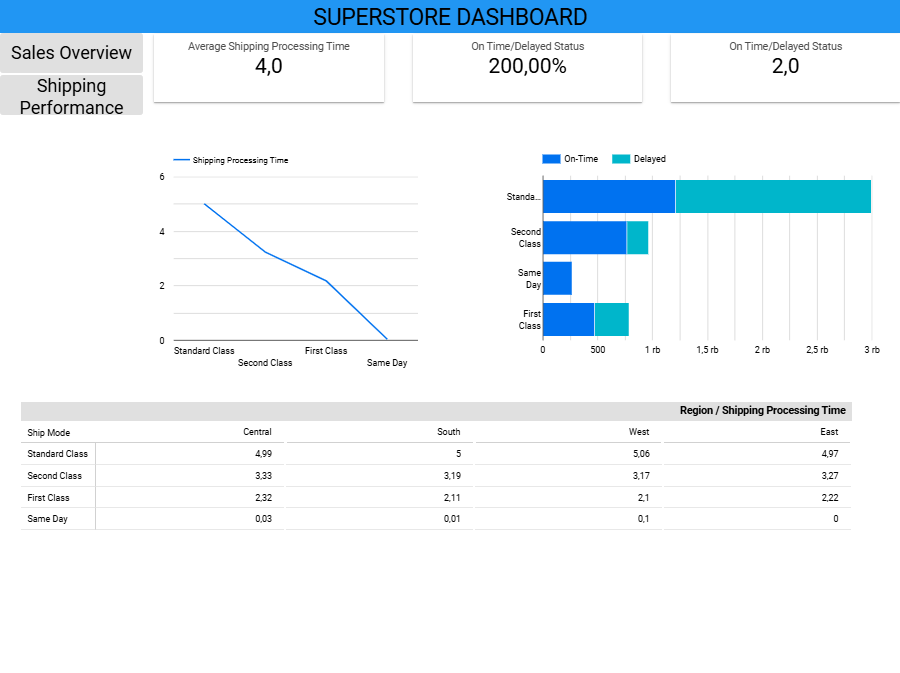 SUPERSTORE DASHBOARD
Sales Overview
Shipping
Performance
Average Shipping Processing Time
4,0
On Time/Delayed Status
200,00%
On Time/Delayed Status
2,0
Shipping Processing Time
6
4
2
0
Standard Class
Second Class
First Class
Same Day
On-Time
Delayed
Standa...
Second
Class
Same
Day
First
Class
0
500
1 rb
1,5 rb
2 rb
2,5 rb
3 rb
Region / Shipping Processing Time
Ship Mode Central South West East
Standard Class 4,99 5 5,06 4,97
Second Class 3,33 3,19 3,17 3,27
First Class 2,32 2,11 2,1 2,22
Same Day 0,03 0,01 0,1 0